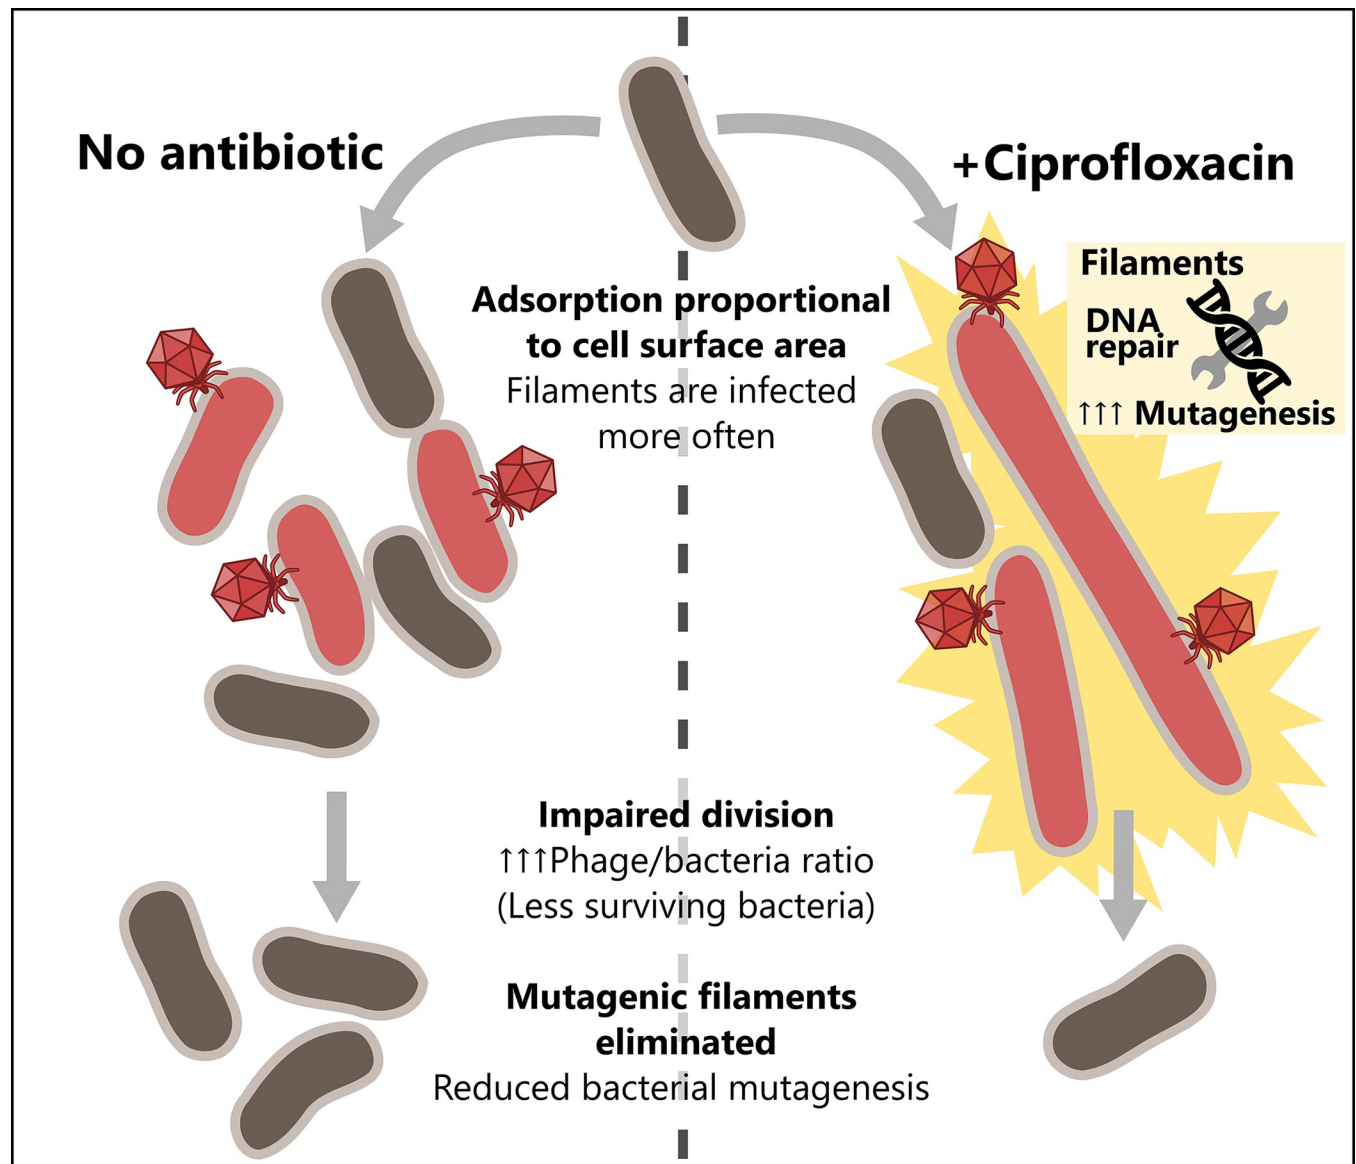 No antibiotic
+Ciprofloxacin
Filaments
DNA
repair
↑↑↑ Mutagenesis
Adsorption proportional
to cell surface area
Filaments are infected
more often
Impaired division
↑↑↑Phage/bacteria ratio
(Less surviving bacteria)
Mutagenic filaments
eliminated
Reduced bacterial mutagenesis